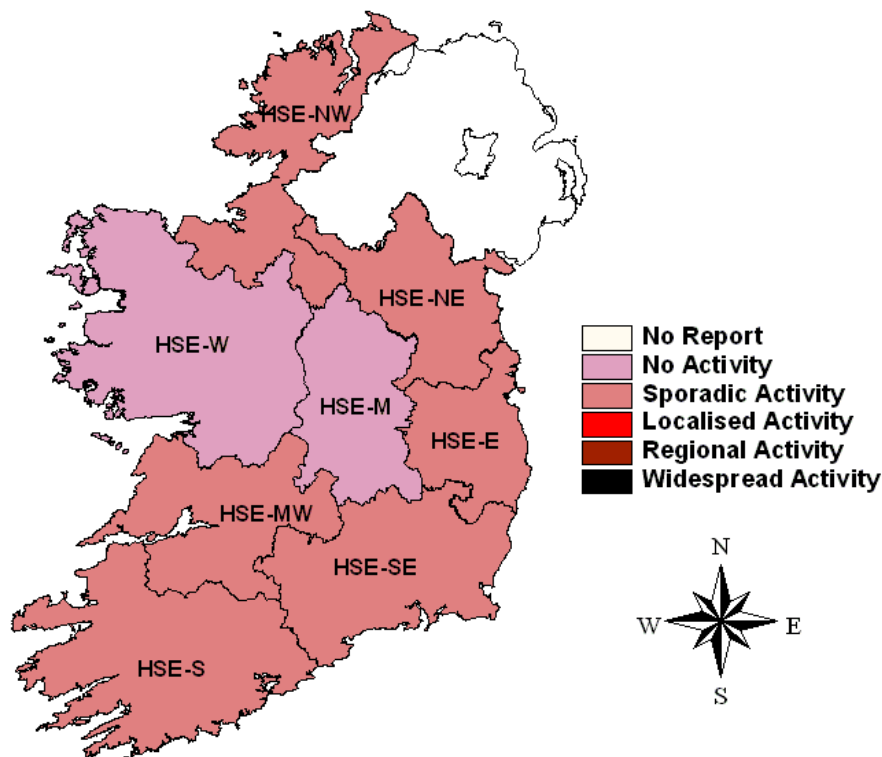 HSE-NW
HSE-NE
HSE-W
HSE-M
HSE-E
HSE-MW
HSE-SE
HSE-S
No Report
No Activity
Sporadic Activity
Localised Activity
Regional Activity
Widespread Activity
N
W E
S